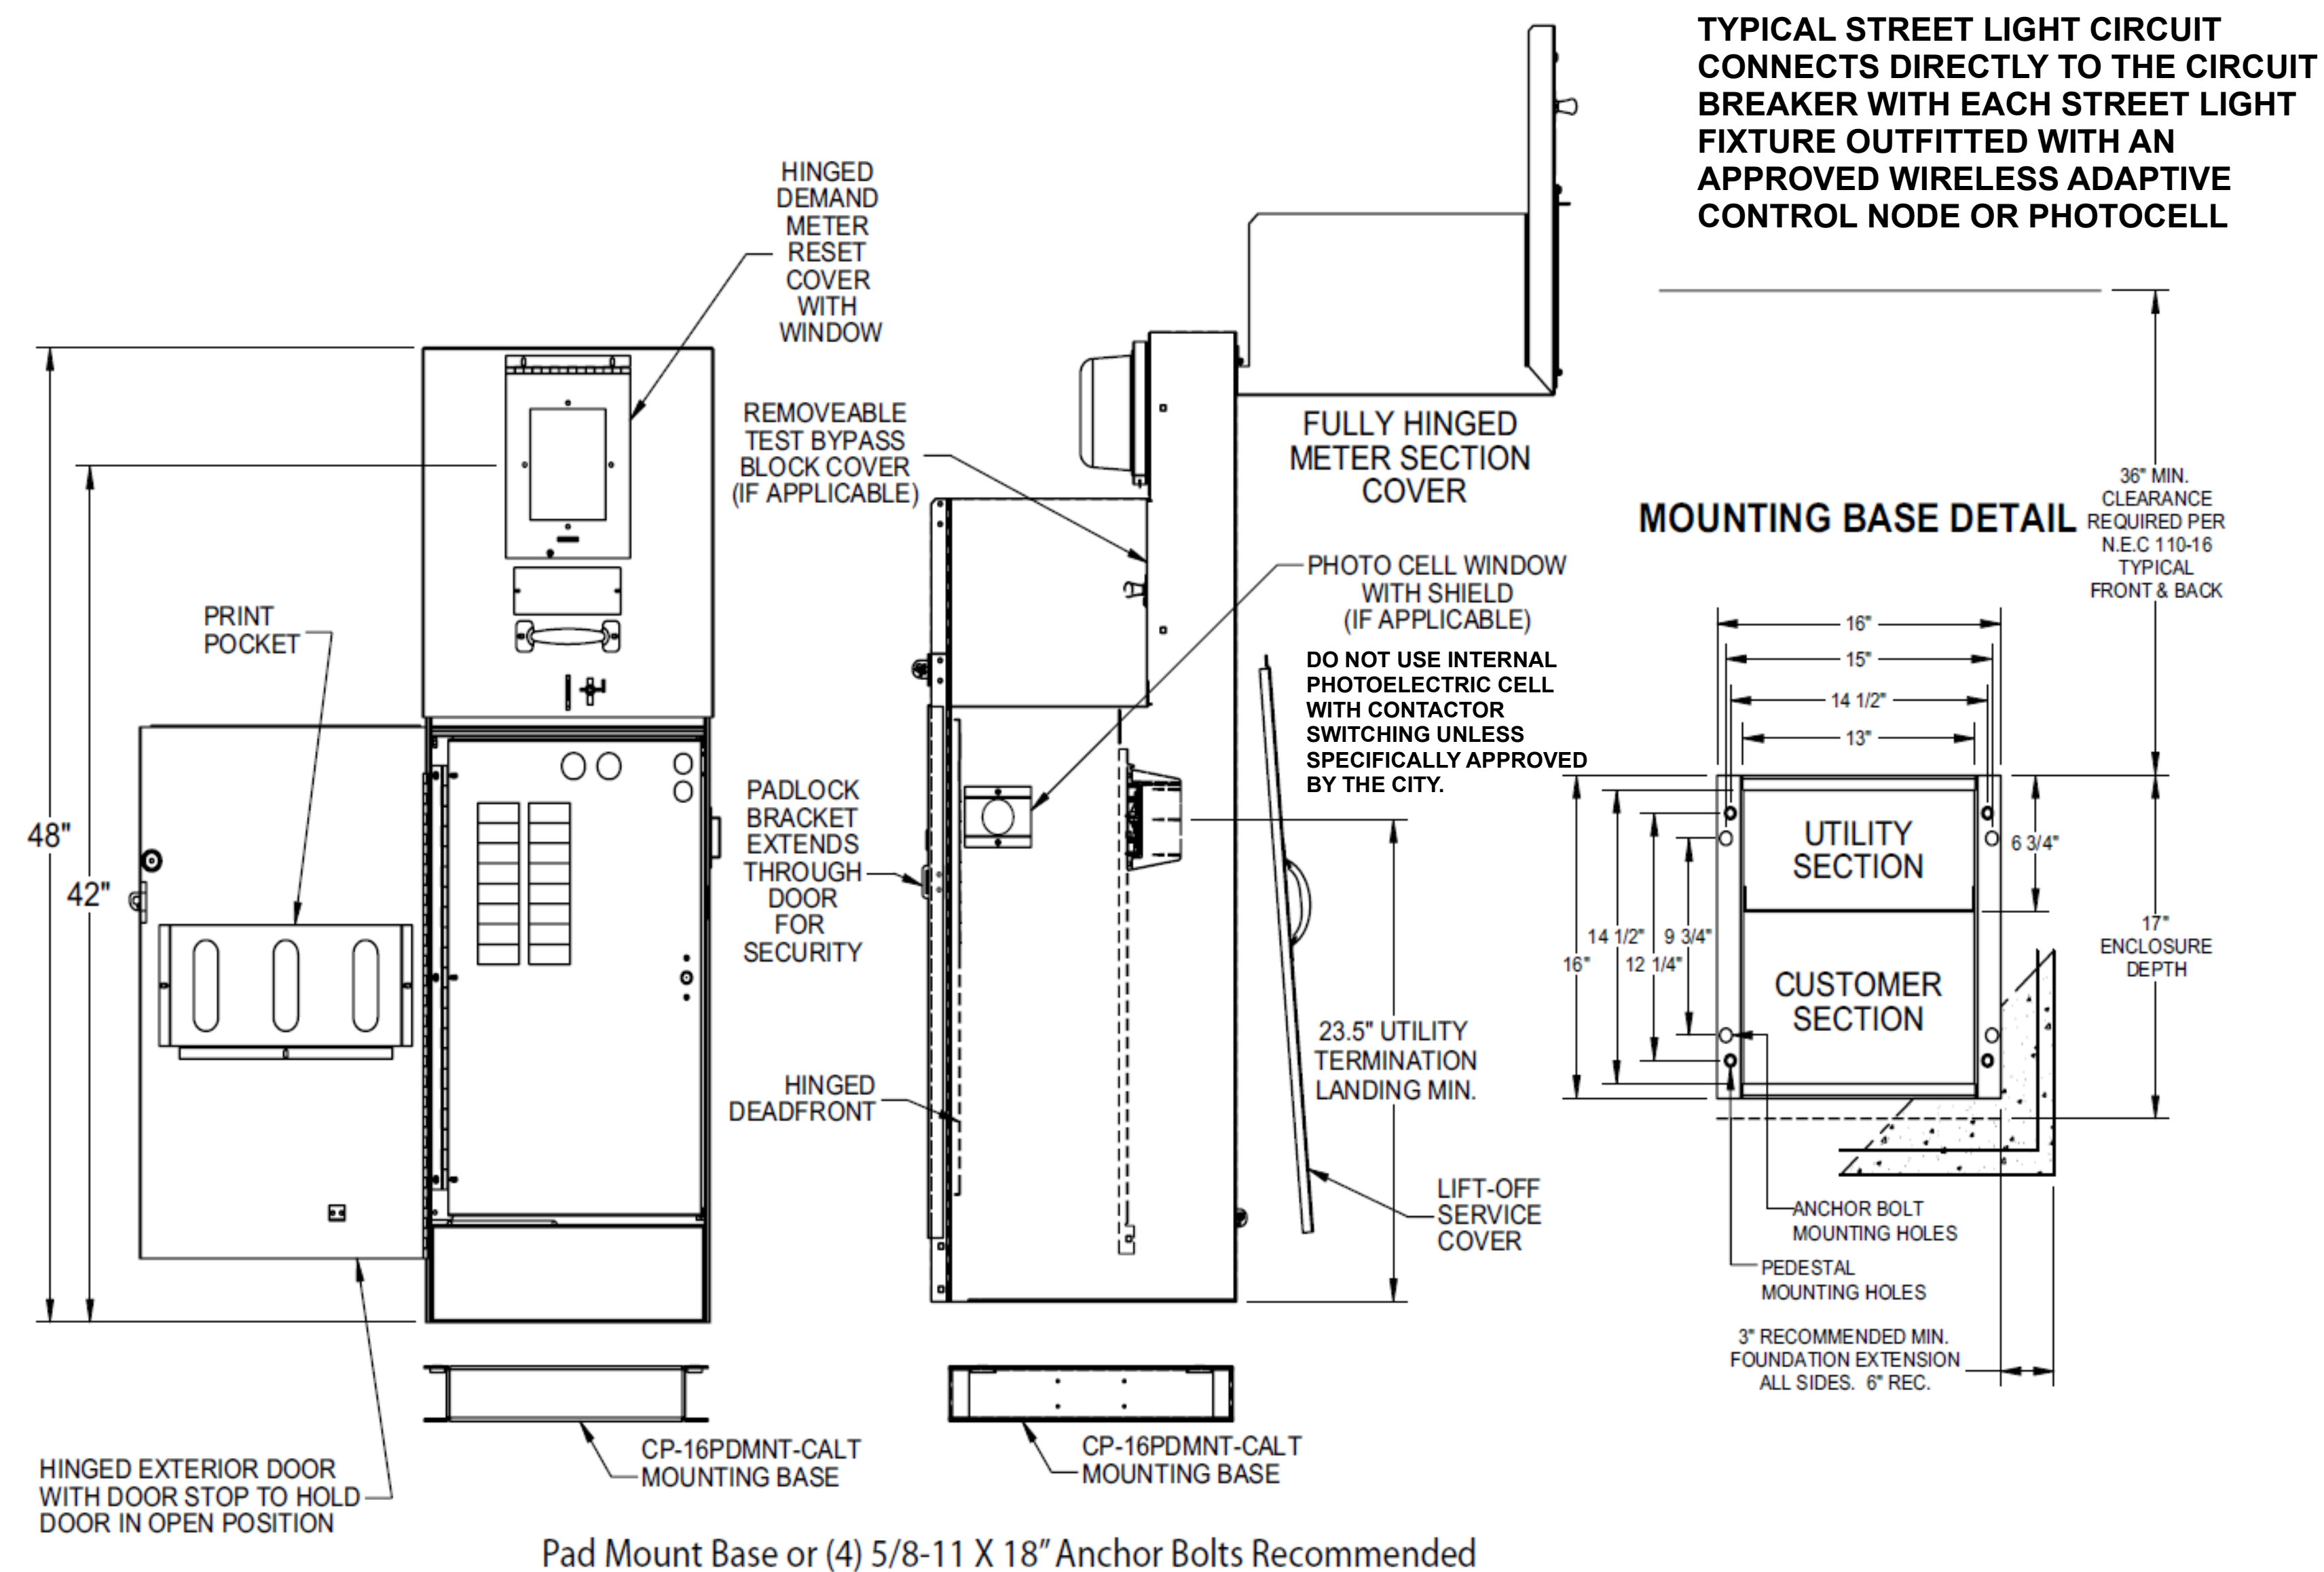 TYPICAL STREET LIGHT CIRCUIT
CONNECTS DIRECTLY TO THE CIRCUIT
BREAKER WITH EACH STREET LIGHT
FIXTURE OUTFITTED WITH AN
APPROVED WIRELESS ADAPTIVE
CONTROL NODE OR PHOTOCELL
HINGED
DEMAND
METER
RESET
COVER
WITH
WINDOW
REMOVEABLE
TEST BYPASS
BLOCK COVER
(IF APPLICABLE)
FULLY HINGED
METER SECTION
COVER
PHOTO CELL WINDOW
WITH SHIELD
(IF APPLICABLE)
DO NOT USE INTERNAL
PHOTOELECTRIC CELL
WITH CONTACTOR
SWITCHING UNLESS
SPECIFICALLY APPROVED
BY THE CITY.
PRINT
POCKET
48"
42"
PADLOCK
BRACKET
EXTENDS
THROUGH
DOOR
FOR
SECURITY
HINGED
DEADFRONT
23.5" UTILITY
TERMINATION
LANDING MIN.
LIFT-OFF
SERVICE
COVER
MOUNTING BASE DETAIL
36" MIN.
CLEARANCE
REQUIRED PER
N.E.C 110-16
TYPICAL
FRONT & BACK
16"
15"
14 1/2"
13"
UTILITY
SECTION
6 3/4"
CUSTOMER
SECTION
14 1/2"
9 3/4"
16"
12 1/4"
17"
ENCLOSURE
DEPTH
ANCHOR BOLT
MOUNTING HOLES
PEDESTAL
MOUNTING HOLES
3" RECOMMENDED MIN.
FOUNDATION EXTENSION
ALL SIDES. 6" REC.
CP-16PDMNT-CALT
MOUNTING BASE
CP-16PDMNT-CALT
MOUNTING BASE
HINGED EXTERIOR DOOR
WITH DOOR STOP TO HOLD
DOOR IN OPEN POSITION
Pad Mount Base or (4) 5/8-11 X 18" Anchor Bolts Recommended